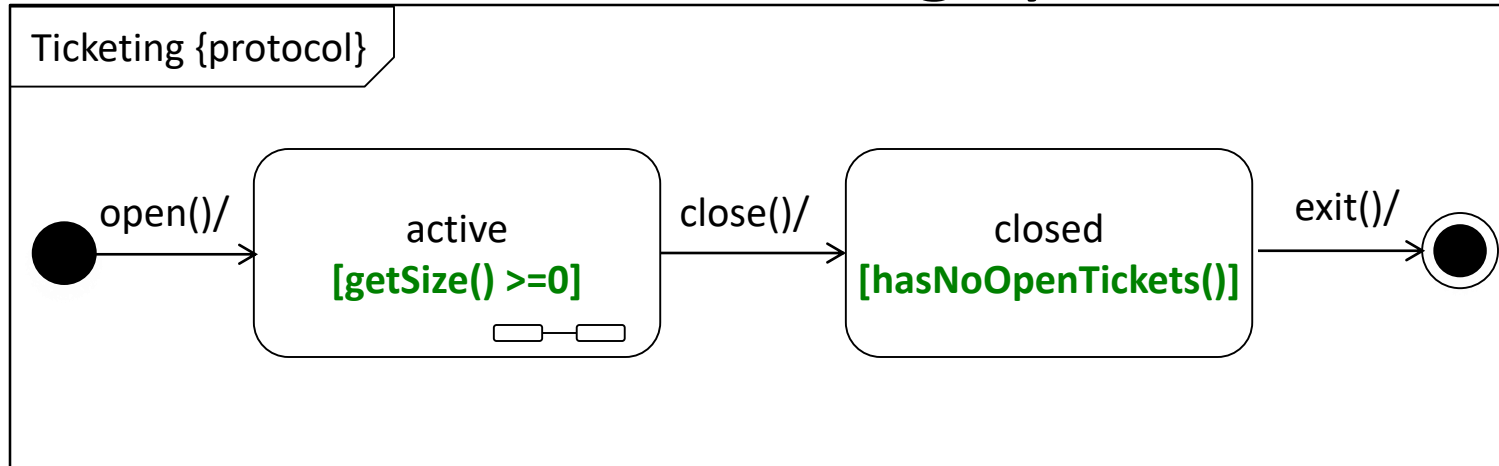 Ticketing {protocol}
open()/
active
[getSize() >=0]
close()/
closed
[hasNoOpenTickets()]
exit()/